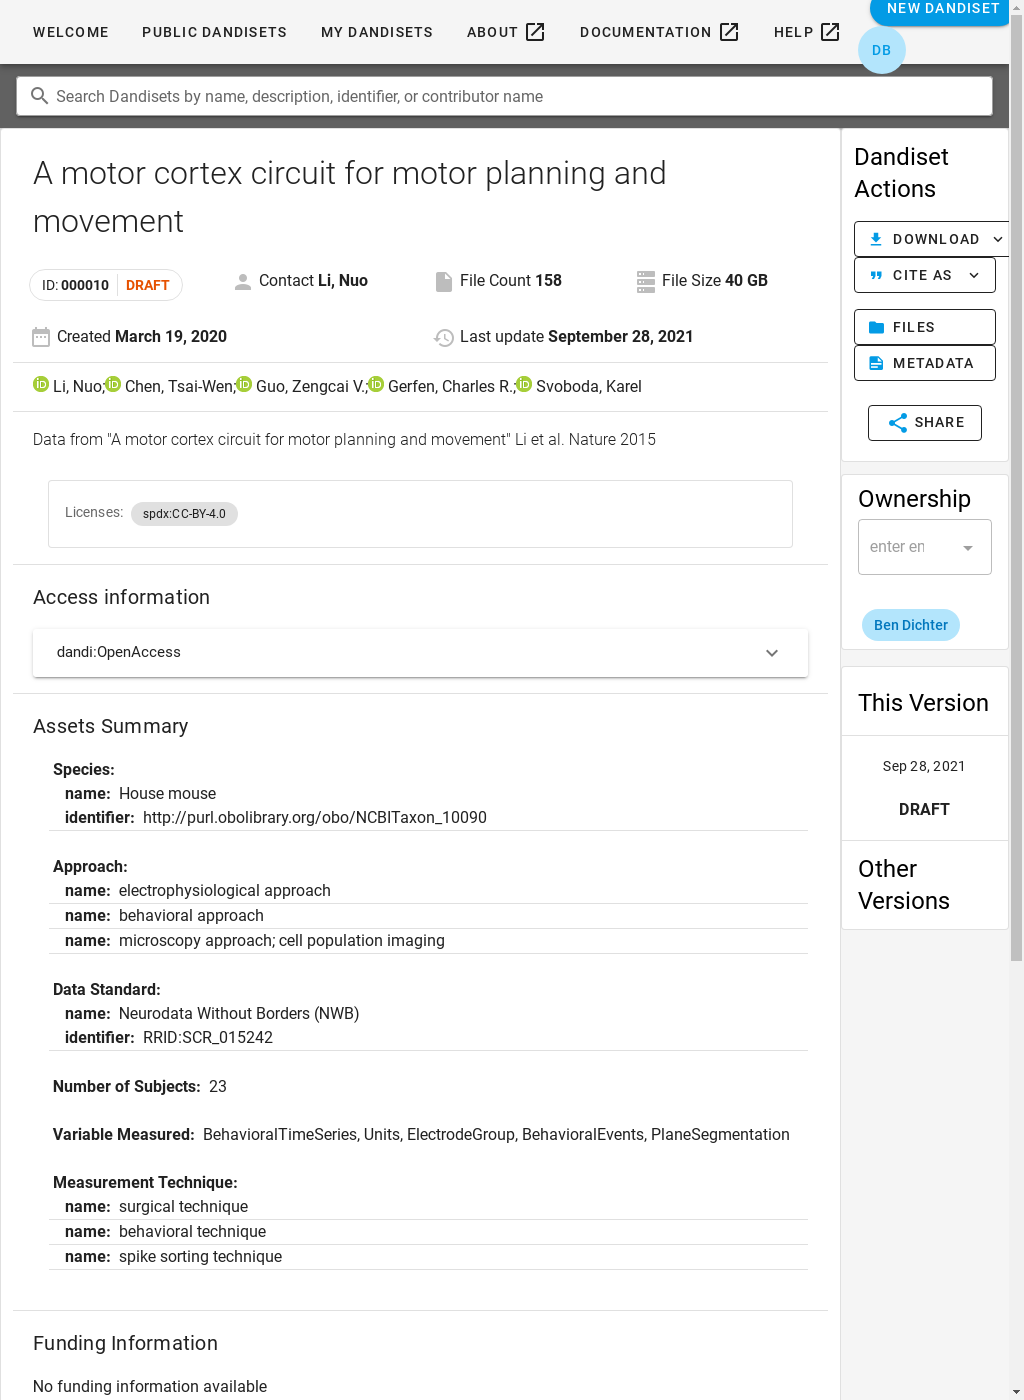 WELCOME PUBLIC DANDISETS MY DANDISETS ABOUT DOCUMENTATION HELP NEW DANDISET
DB
Search Dandisets by name, description, identifier, or contributor name
A motor cortex circuit for motor planning and
movement
ID: 000010 DRAFT Contact Li, Nuo File Count 158 File Size 40 GB
Created March 19, 2020 Last update September 28, 2021
iD Li, Nuo; iD Chen, Tsai-Wen; iD Guo, Zengcai V.; iD Gerfen, Charles R.; iD Svoboda, Karel
Data from "A motor cortex circuit for motor planning and movement" Li et al. Nature 2015
Licenses: spdx:CC-BY-4.0
Access information
dandi:OpenAccess
Assets Summary
Species:
name: House mouse
identifier: http://purl.obolibrary.org/obo/NCBITaxon_10090
Approach:
name: electrophysiological approach
name: behavioral approach
name: microscopy approach; cell population imaging
Data Standard:
name: Neurodata Without Borders (NWB)
identifier: RRID:SCR_015242
Number of Subjects: 23
Variable Measured: BehavioralTimeSeries, Units, ElectrodeGroup, BehavioralEvents, PlaneSegmentation
Measurement Technique:
name: surgical technique
name: behavioral technique
name: spike sorting technique
Funding Information
No funding information available
Dandiset
Actions
DOWNLOAD
CITE AS
FILES
METADATA
SHARE
Ownership
enter en
Ben Dichter
This Version
Sep 28, 2021
DRAFT
Other
Versions